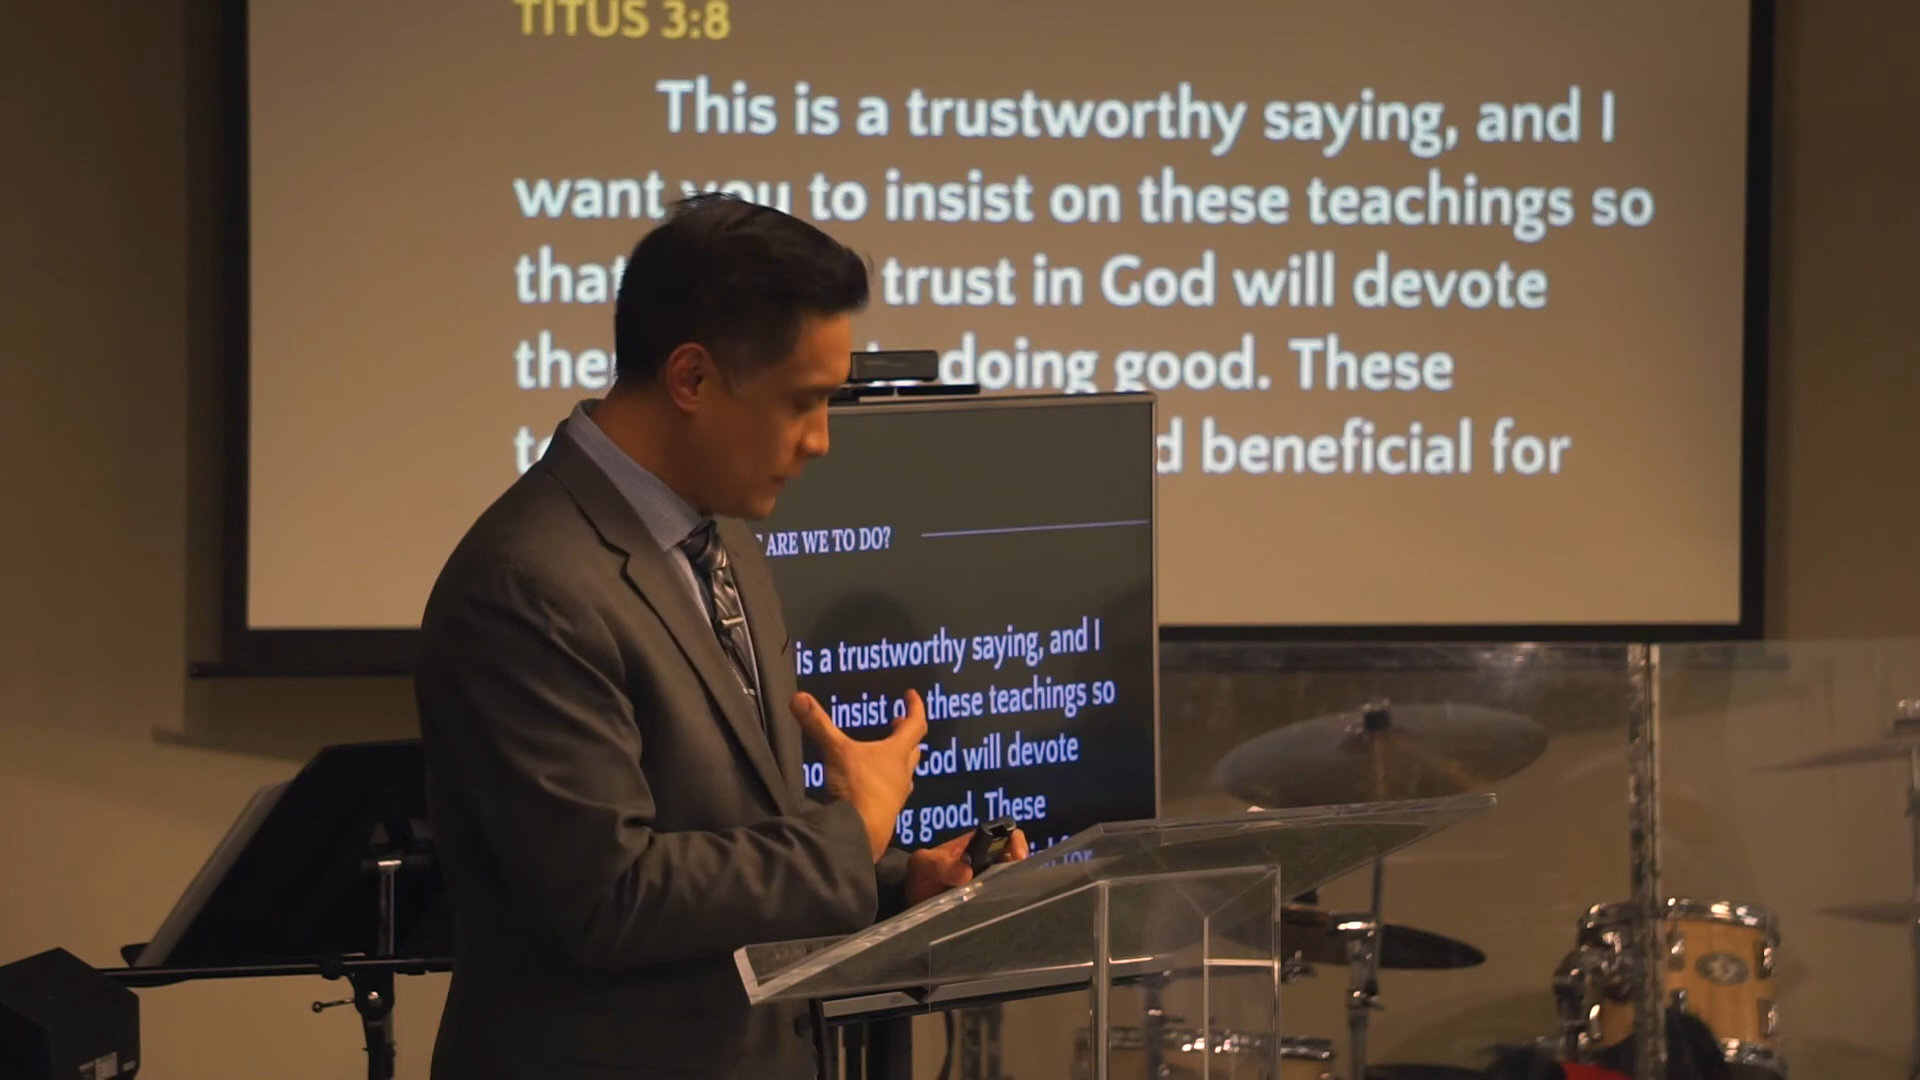 TITUS 3:8
This is a trustworthy saying, and I
want you to insist on these teachings so
that trust in God will devote
doing good. These
beneficial for
ARE WE TO DO?
is a trustworthy saying, and I
insist on these teachings so
God will devote
good. These
for